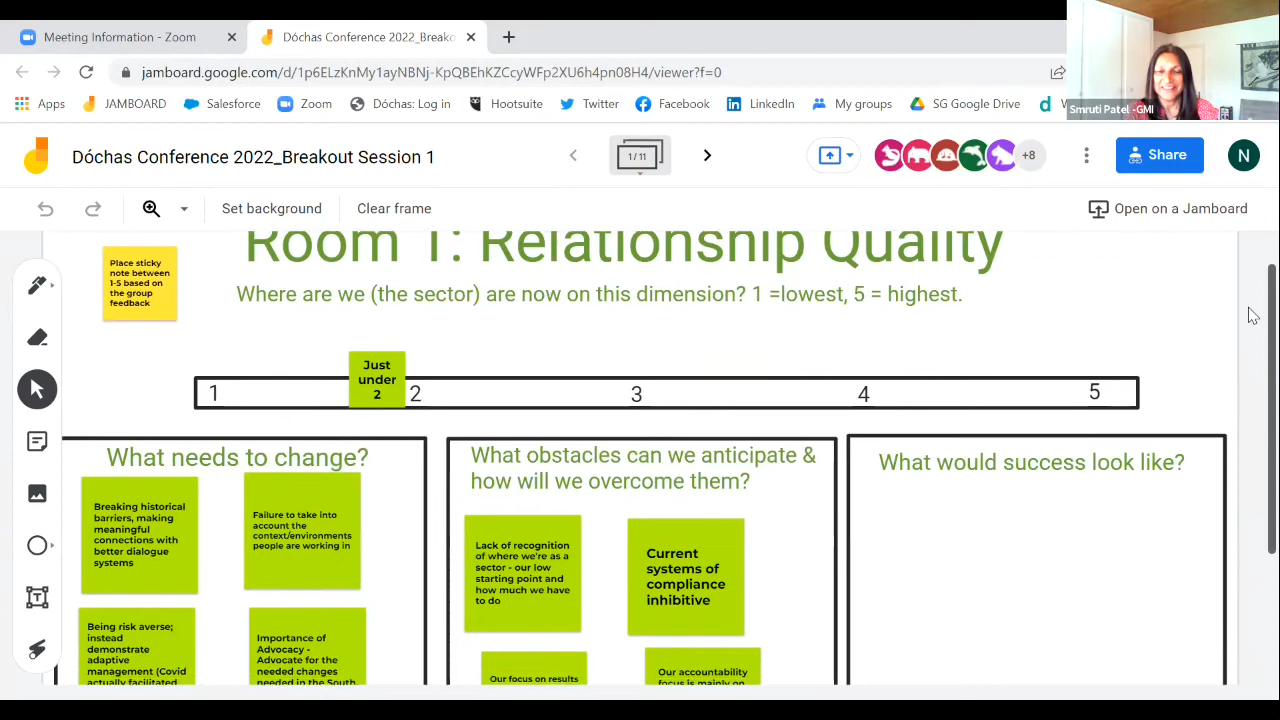 Meeting Information - Zoom
Dóchas Conference 2022_Breako
jamboard.google.com/d/1p6ELzKnMy1ayNBNj-KpQBEhKZCcyWFp2XU6h4pn08H4/viewer?f=0
Apps
JAMBOARD
Salesforce
Zoom
Dóchas: Log in
Hootsuite
Twitter
Facebook
LinkedIn
My groups
SG Google Drive
W
Smruti Patel -GMI
Dóchas Conference 2022_Breakout Session 1
1 / 11
+8
Share
N
Set background
Clear frame
Open on a Jamboard
Room 1: Relationship Quality
Place sticky
note between
1-5 based on
the group
feedback
Where are we (the sector) are now on this dimension? 1 =lowest, 5 = highest.
Just
under
2
1 2 3 4 5
What needs to change?
Breaking historical
barriers, making
meaningful
connections with
better dialogue
systems
Failure to take into
account the
context/environments
people are working in
Being risk averse;
instead
demonstrate
adaptive
management (Covid
actually facilitated
Importance of
Advocacy -
Advocate for the
needed changes
needed in the South,
What obstacles can we anticipate &
how will we overcome them?
Lack of recognition
of where we're as a
sector - our low
starting point and
how much we have
to do
Current
systems of
compliance
inhibitive
Our focus on results
Our accountability
focus is mainly on
What would success look like?